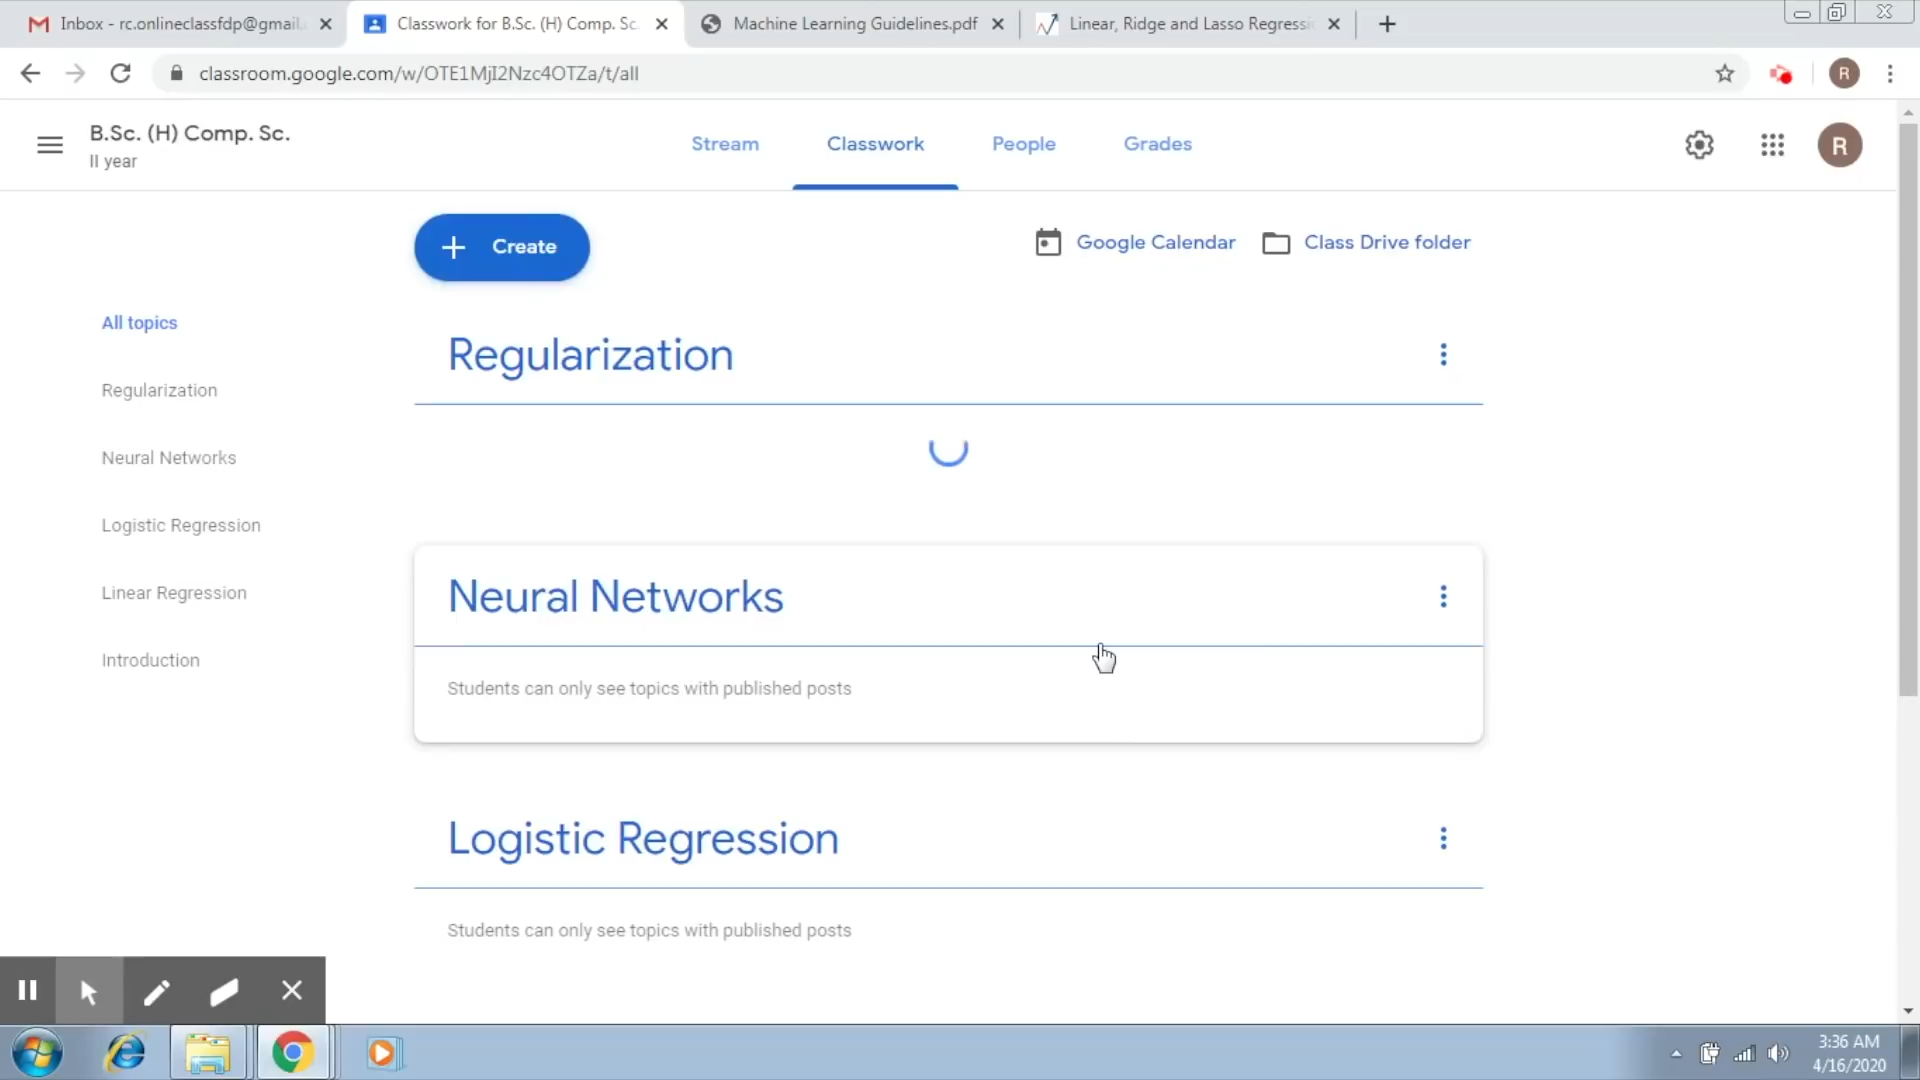 Inbox - rc.onlineclassfdp@gmail.
Classwork for B.Sc. (H) Comp. Sc.
Machine Learning Guidelines.pdf
Linear, Ridge and Lasso Regressi
classroom.google.com/w/OTE1MjI2Nzc4OTZa/t/all
R
B.Sc. (H) Comp. Sc.
II year
Stream
Classwork
People
Grades
R
Create
Google Calendar
Class Drive folder
All topics
Regularization
Neural Networks
Logistic Regression
Linear Regression
Introduction
Regularization
Neural Networks
Students can only see topics with published posts
Logistic Regression
Students can only see topics with published posts
3:36 AM
4/16/2020